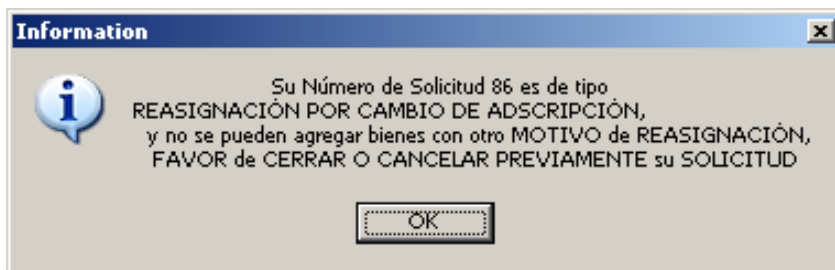 Information
Su Número de Solicitud 86 es de tipo
REASIGNACIÓN POR CAMBIO DE ADSCRIPCIÓN,
y no se pueden agregar bienes con otro MOTIVO de REASIGNACIÓN,
FAVOR de CERRAR O CANCELAR PREVIAMENTE su SOLICITUD
OK